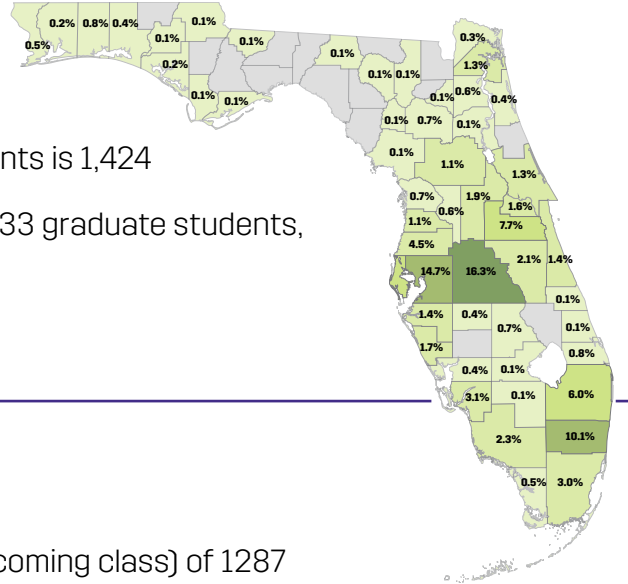 0.2% 0.8% 0.4% 0.1%
0.5% 0.1% 0.1% 0.1% 0.3%
0.2% 0.1% 0.1% 1.3%
0.1% 0.1% 0.1% 0.6% 0.4%
0.1% 0.7% 0.1%
nts is 1,424
0.1% 1.1% 1.3%
33 graduate students,
0.7% 0.6% 1.9% 1.6%
1.1% 7.7%
4.5%
14.7% 16.3% 2.1% 1.4%
0.1%
1.4% 0.4% 0.7% 0.1%
1.7% 0.8%
0.4% 0.1%
3.1% 0.1% 6.0%
2.3% 10.1%
0.5% 3.0%
coming class) of 1287